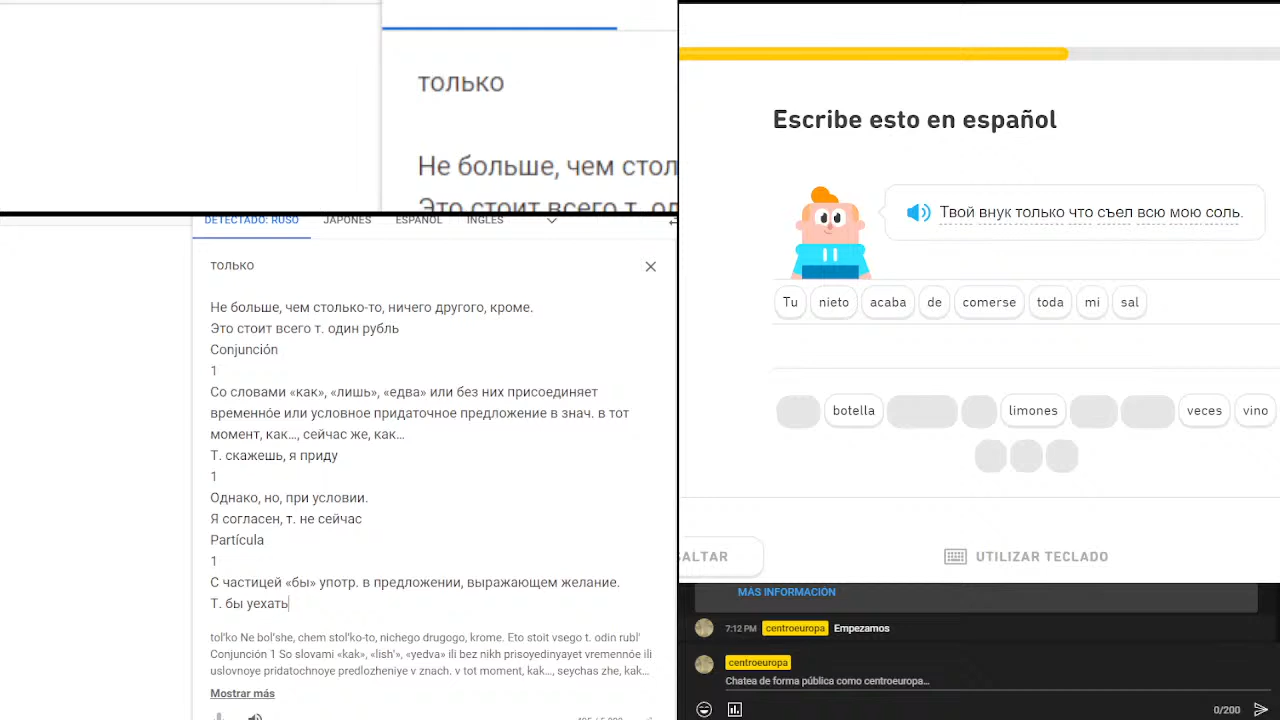 только
Не больше, чем стол
Это стоит всего т. од
DETECTADO: RUSO JAPONÉS ESPAÑOL INGLÉS
только
Не больше, чем столько-то, ничего другого, кроме.
Это стоит всего т. один рубль
Conjunción
1
Со словами «как», «лишь», «едва» или без них присоединяет
временно́е или условное придаточное предложение в знач. в тот
момент, как..., сейчас же, как...
Т. скажешь, я приду
1
Однако, но, при условии.
Я согласен, т. не сейчас
Partícula
1
С частицей «бы» употр. в предложении, выражающем желание.
Т. бы уехать
tol'ko Ne bol'she, chem stol'ko-to, nichego drugogo, krome. Eto stoit vsego t. odin rubl'
Conjunción 1 So slovami «kak», «lish'», «yedva» ili bez nikh prisoyedinyayet vremennóe ili
uslovnoye pridatochnoye predlozheniye v znach. v tot moment, kak..., seychas zhe, kak...
Mostrar más
Escribe esto en español
Твой внук только что съел всю мою соль.
Tu nieto acaba de comerse toda mi sal
botella limones veces vino
SALTAR UTILIZAR TECLADO
MÁS INFORMACIÓN
7:12 PM centroeuropa Empezamos
centroeuropa
Chatea de forma pública como centroeuropa...
0/200